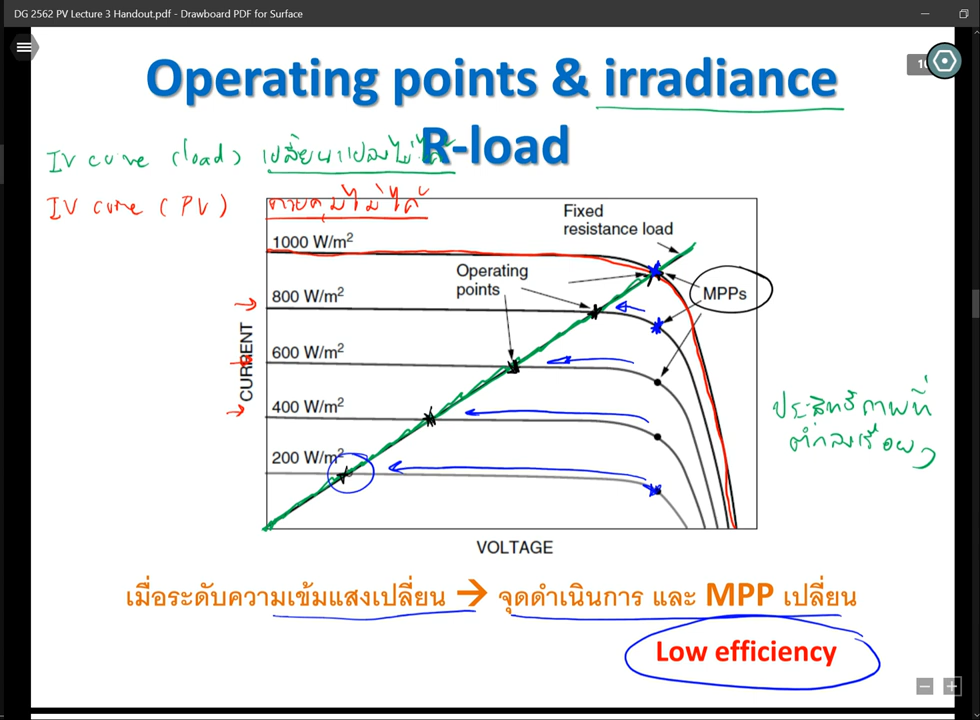 DG 2562 PV Lecture 3 Handout.pdf - Drawboard PDF for Surface
Operating points & irradiance
R-load
IV curve (load) เปลี่ยนแปลงไม่ได้
IV curve (PV) ควบคุมไม่ได้
Fixed
resistance load
1000 W/m²
Operating
points
MPPs
800 W/m²
600 W/m²
400 W/m²
200 W/m²
CURRENT
VOLTAGE
ประสิทธิภาพที่
ต่ำลงเรื่อยๆ
เมื่อระดับความเข้มแสงเปลี่ยน → จุดดำเนินการ และ MPP เปลี่ยน
Low efficiency